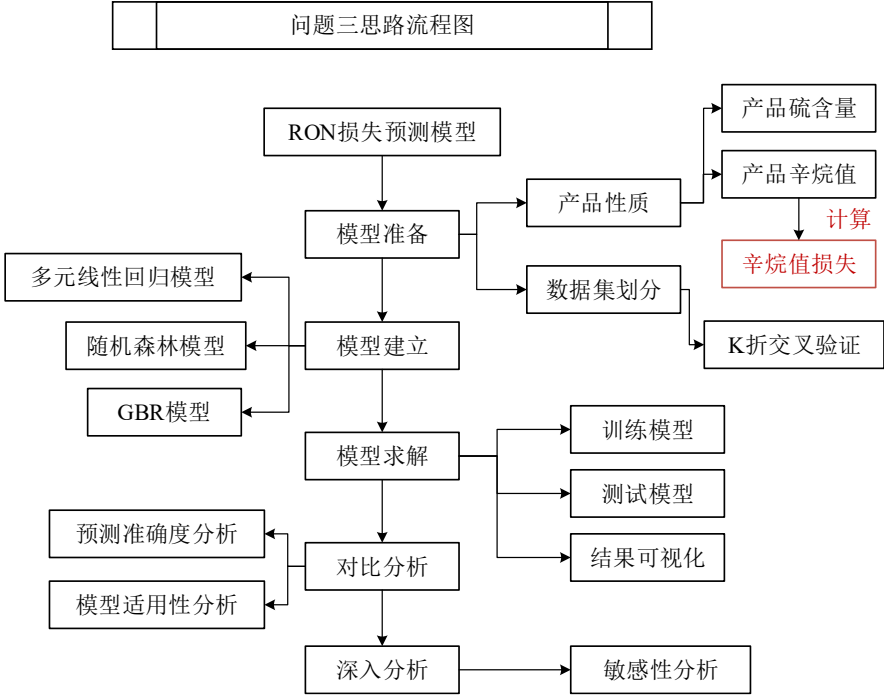 问题三思路流程图
RON损失预测模型
产品硫含量
产品辛烷值
计算
辛烷值损失
产品性质
模型准备
数据集划分
K折交叉验证
多元线性回归模型
随机森林模型
GBR模型
模型建立
模型求解
训练模型
测试模型
结果可视化
预测准确度分析
模型适用性分析
对比分析
深入分析
敏感性分析